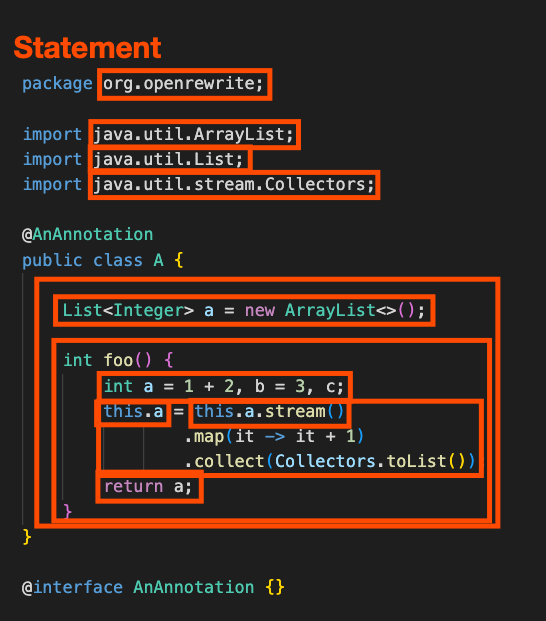 Statement
package org.openrewrite;
import java.util.ArrayList;
import java.util.List;
import java.util.stream.Collectors;
@AnAnnotation
public class A {
List<Integer> a = new ArrayList<>();
int foo() {
int a = 1 + 2, b = 3, c;
this.a = this.a.stream()
.map(it -> it + 1)
.collect(Collectors.toList())
return a;
}
}
@interface AnAnnotation {}